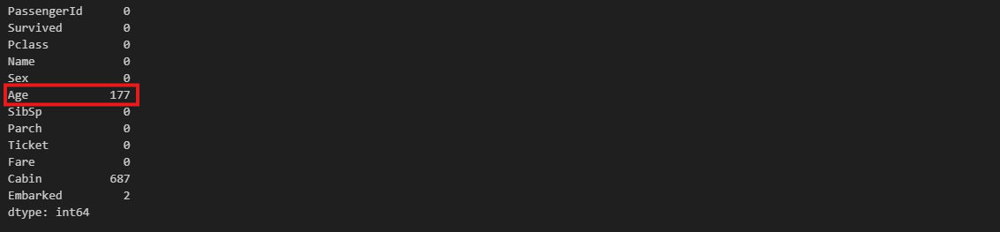 PassengerId 0
Survived 0
Pclass 0
Name 0
Sex 0
Age 177
SibSp 0
Parch 0
Ticket 0
Fare 0
Cabin 687
Embarked 2
dtype: int64